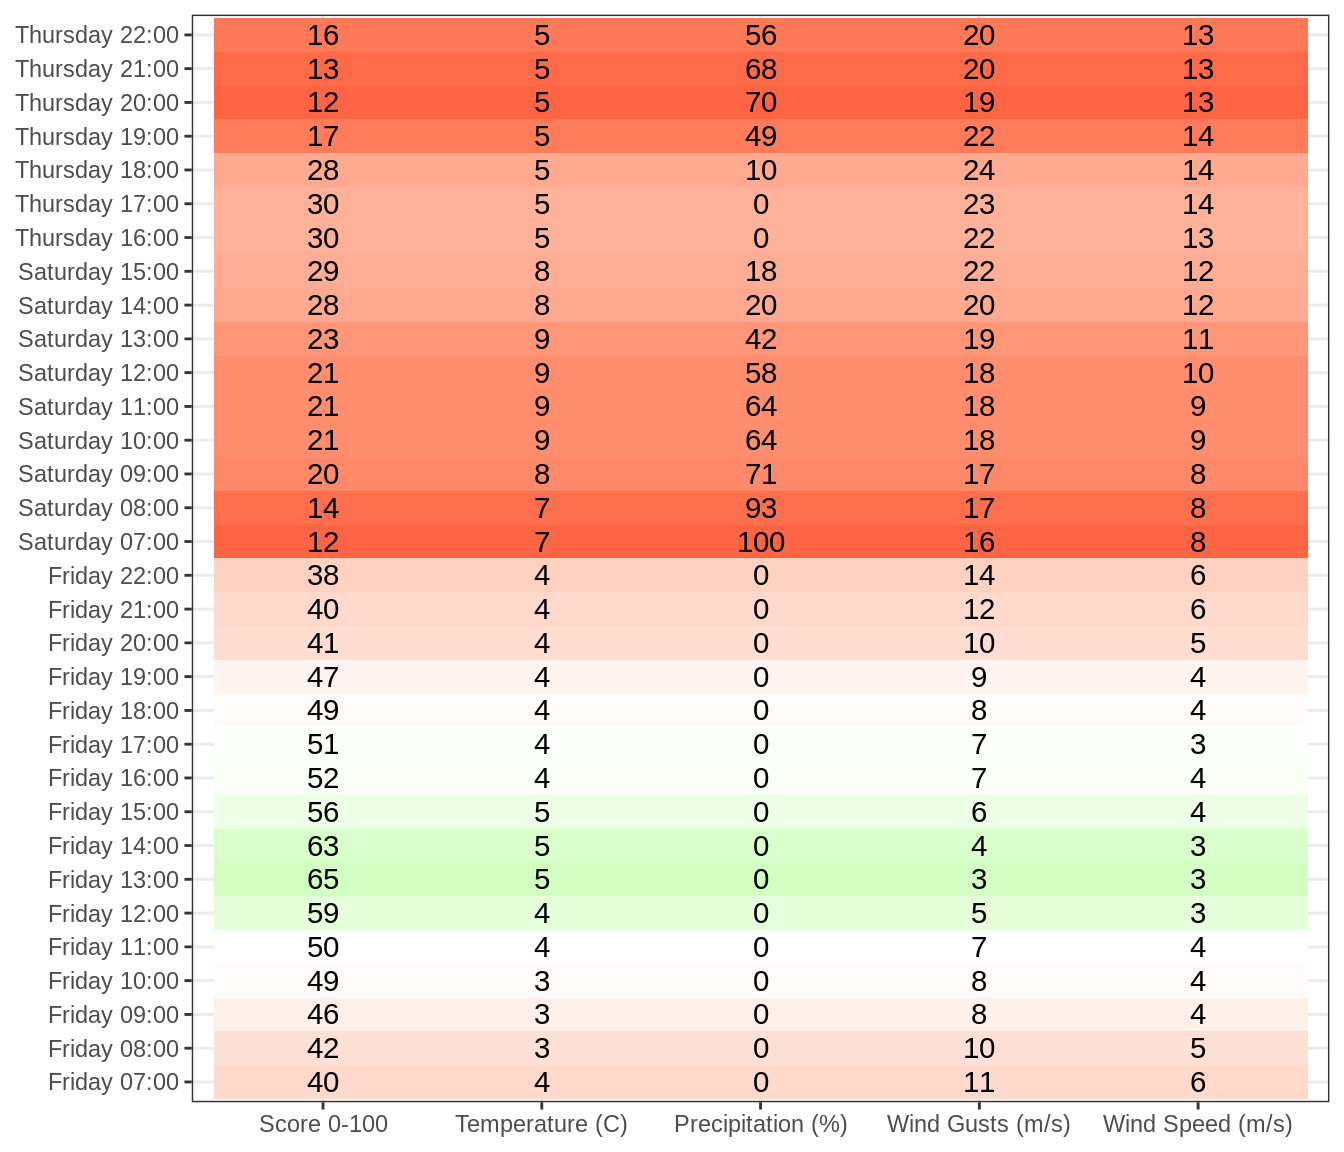 Thursday 22:00 16 5 56 20 13
Thursday 21:00 13 5 68 20 13
Thursday 20:00 12 5 70 19 13
Thursday 19:00 17 5 49 22 14
Thursday 18:00 28 5 10 24 14
Thursday 17:00 30 5 0 23 14
Thursday 16:00 30 5 0 22 13
Saturday 15:00 29 8 18 22 12
Saturday 14:00 28 8 20 20 12
Saturday 13:00 23 9 42 19 11
Saturday 12:00 21 9 58 18 10
Saturday 11:00 21 9 64 18 9
Saturday 10:00 21 9 64 18 9
Saturday 09:00 20 8 71 17 8
Saturday 08:00 14 7 93 17 8
Saturday 07:00 12 7 100 16 8
Friday 22:00 38 4 0 14 6
Friday 21:00 40 4 0 12 6
Friday 20:00 41 4 0 10 5
Friday 19:00 47 4 0 9 4
Friday 18:00 49 4 0 8 4
Friday 17:00 51 4 0 7 3
Friday 16:00 52 4 0 7 4
Friday 15:00 56 5 0 6 4
Friday 14:00 63 5 0 4 3
Friday 13:00 65 5 0 3 3
Friday 12:00 59 4 0 5 3
Friday 11:00 50 4 0 7 4
Friday 10:00 49 3 0 8 4
Friday 09:00 46 3 0 8 4
Friday 08:00 42 3 0 10 5
Friday 07:00 40 4 0 11 6
Score 0-100 Temperature (C) Precipitation (%) Wind Gusts (m/s) Wind Speed (m/s)